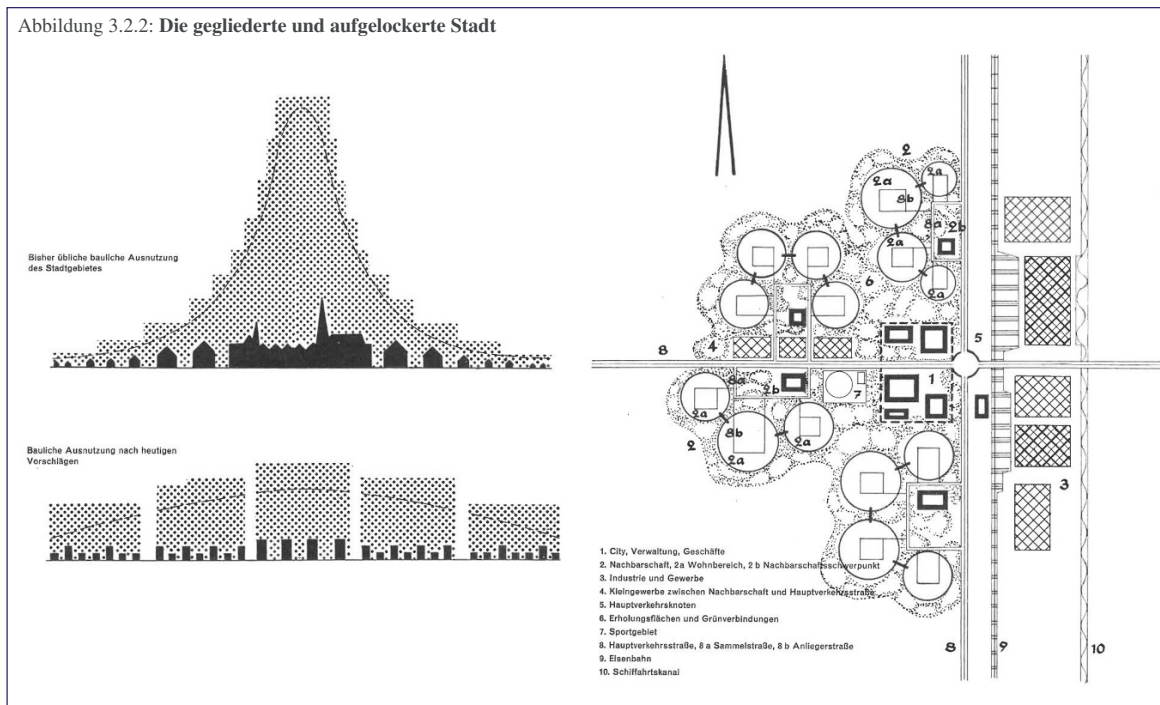 Abbildung 3.2.2: Die gegliederte und aufgelockerte Stadt
Bisher übliche bauliche Ausnutzung
des Stadtgebietes
Bauliche Ausnutzung nach heutigen
Vorschlägen
2
2a
2a
8b
8a
2b
2a
2a
6
5
4
8
8a
2b
7
1
2a
8b
2a
2
2a
3
1. City, Verwaltung, Geschäfte
2. Nachbarschaft, 2a Wohnbereich, 2 b Nachbarschaftsschwerpunkt
3. Industrie und Gewerbe
4. Kleingewerbe zwischen Nachbarschaft und Hauptverkehrsstraße
5. Hauptverkehrsknoten
6. Erholungsflächen und Grünverbindungen
7. Sportgebiet
8. Hauptverkehrsstraße, 8 a Sammelstraße, 8 b Anliegerstraße
9. Eisenbahn
10. Schiffahrtskanal
8
9
10